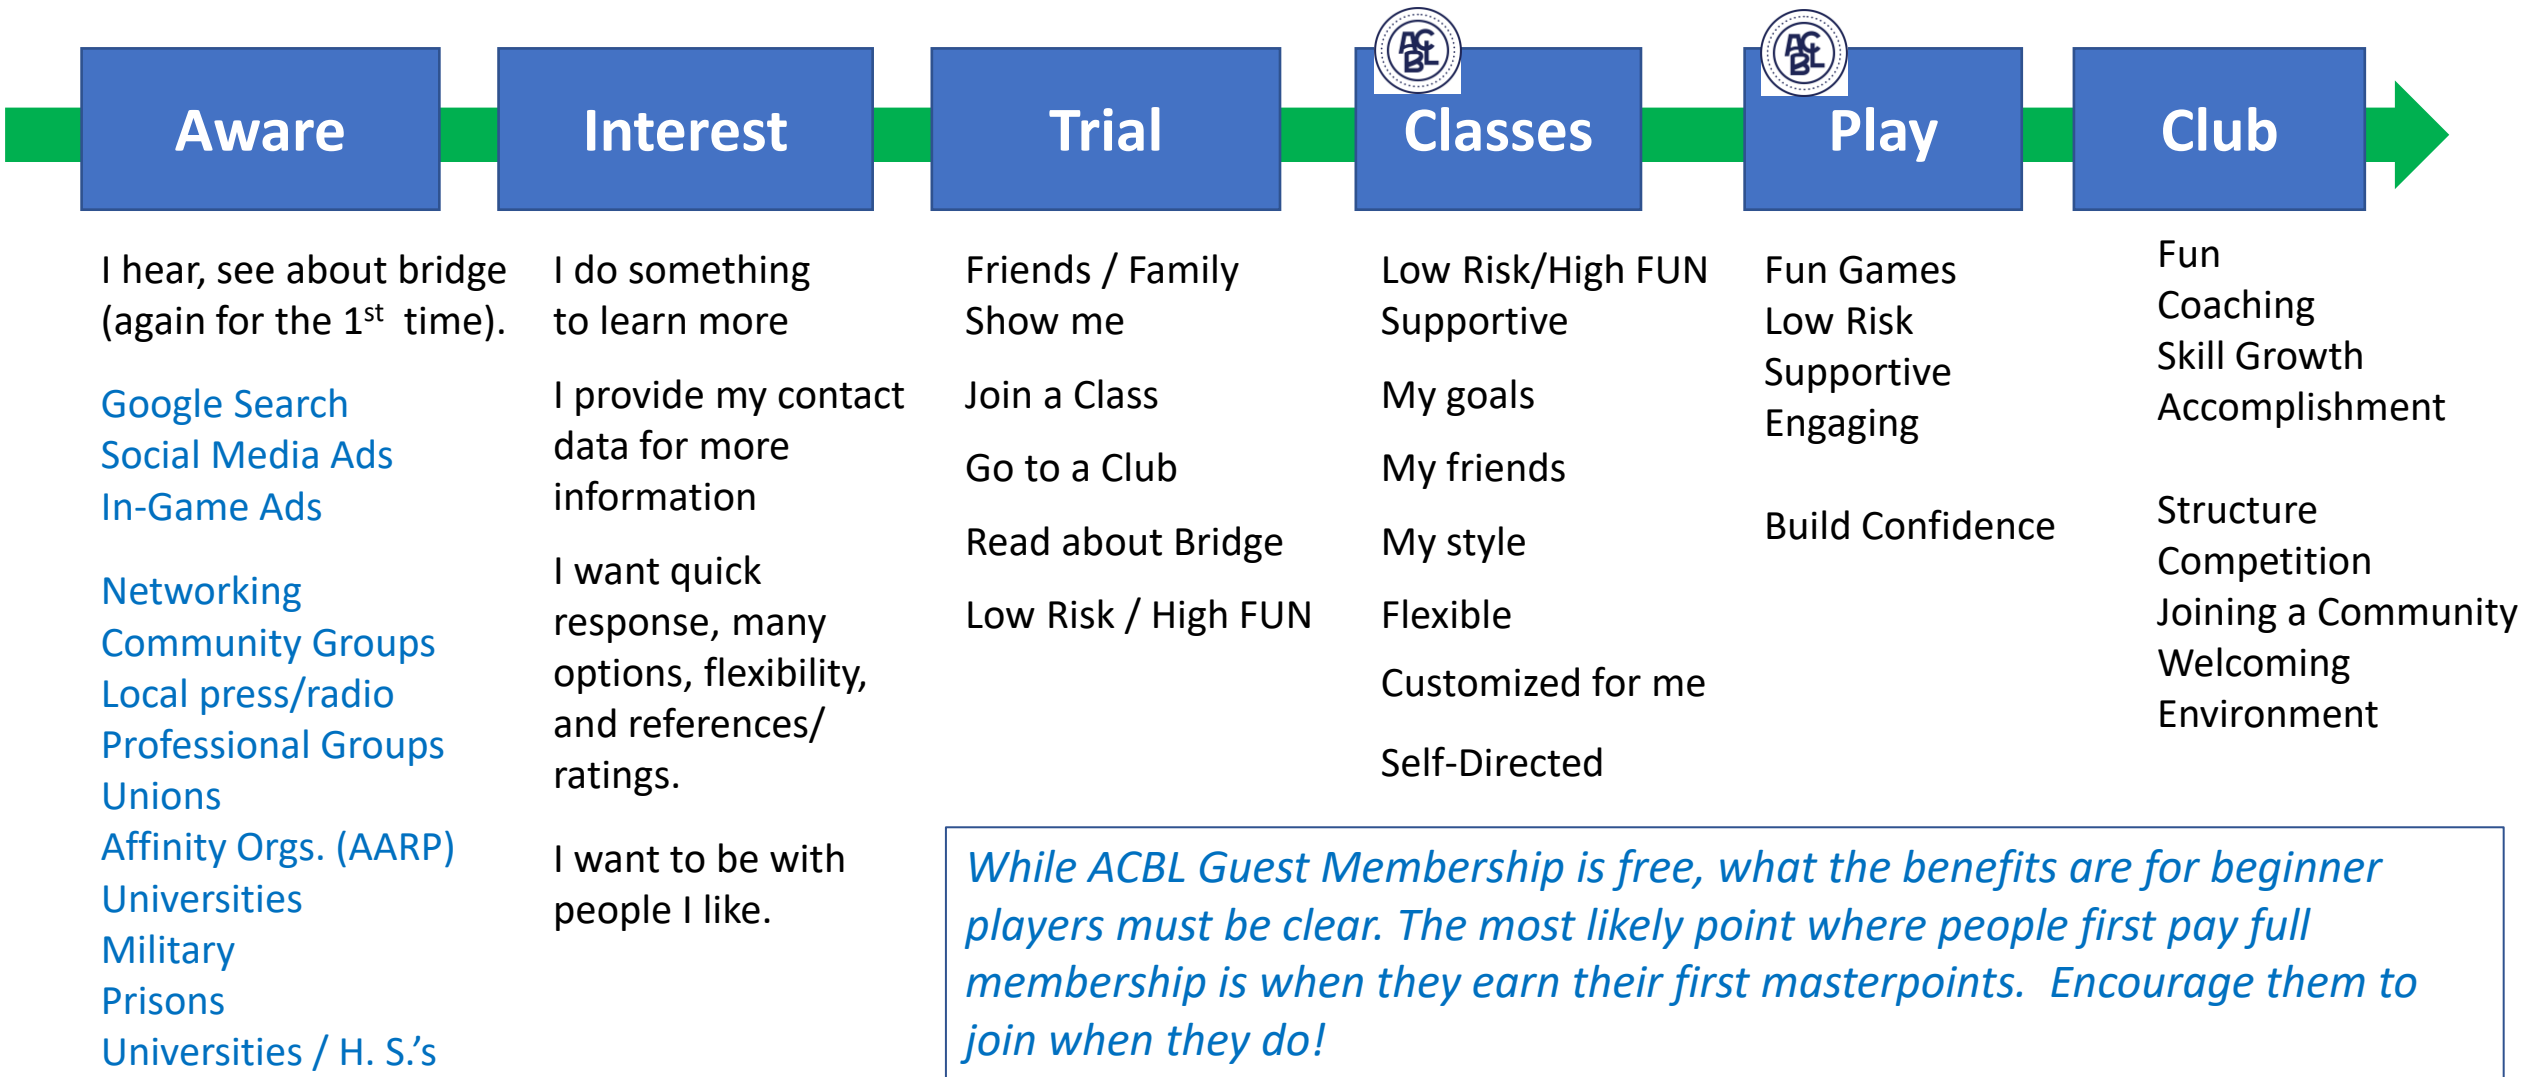 ACBL
ACBL
Aware
Interest
Trial
Classes
Play
Club
I hear, see about bridge
(again for the 1st time).
Google Search
Social Media Ads
In-Game Ads
Networking
Community Groups
Local press/radio
Professional Groups
Unions
Affinity Orgs. (AARP)
Universities
Military
Prisons
Universities / H. S.’s
I do something
to learn more
I provide my contact
data for more
information
I want quick
response, many
options, flexibility,
and references/
ratings.
I want to be with
people I like.
Friends / Family
Show me
Join a Class
Go to a Club
Read about Bridge
Low Risk / High FUN
Low Risk/High FUN
Supportive
My goals
My friends
My style
Flexible
Customized for me
Self-Directed
Fun Games
Low Risk
Supportive
Engaging
Build Confidence
Fun
Coaching
Skill Growth
Accomplishment
Structure
Competition
Joining a Community
Welcoming
Environment
While ACBL Guest Membership is free, what the benefits are for beginner
players must be clear. The most likely point where people first pay full
membership is when they earn their first masterpoints.  Encourage them to
join when they do!